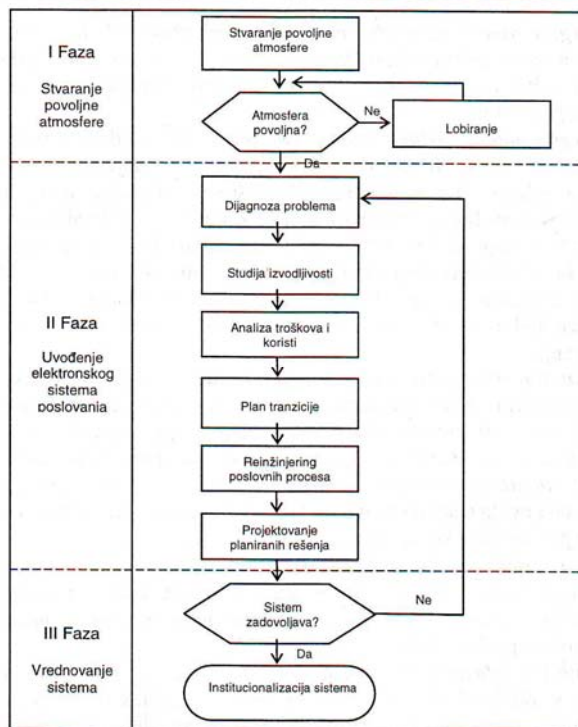 I Faza
Stvaranje
povoljne
atmosfere
Stvaranje povoljne
atmosfere
Atmosfera
povoljna?
Ne
Lobiranje
Da
II Faza
Uvođenje
elektronskog
sistema
poslovania
Dijagnoza problema
Studija izvodljivosti
Analiza troškova i
koristi
Plan tranzicije
Reinžinjering
poslovnih procesa
Projektovanje
planiranih rešenja
III Faza
Vrednovanje
sistema
Sistem
zadovoljava?
Ne
Da
Institucionalizacija sistema